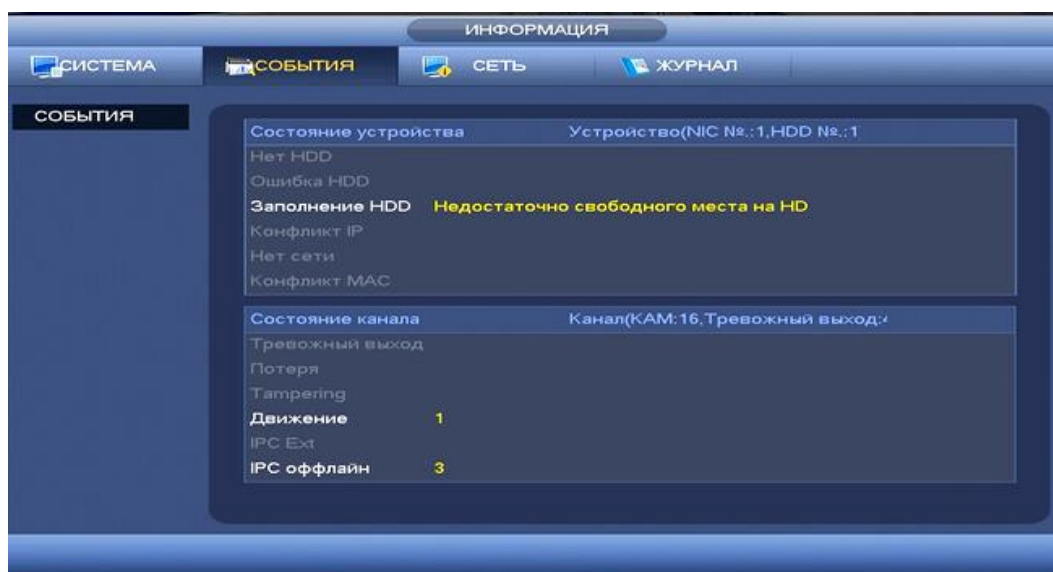 ИНФОРМАЦИЯ
СИСТЕМА СОБЫТИЯ СЕТЬ ЖУРНАЛ
СОБЫТИЯ
Состояние устройства Устройство(NIC №.:1,HDD №.:1
Нет HDD
Ошибка HDD
Заполнение HDD Недостаточно свободного места на HD
Конфликт IP
Нет сети
Конфликт MAC
Состояние канала Канал(КАМ:16,Тревожный выход:
Тревожный выход
Потеря
Tampering
Движение 1
IPC Ext
IPC оффлайн 3